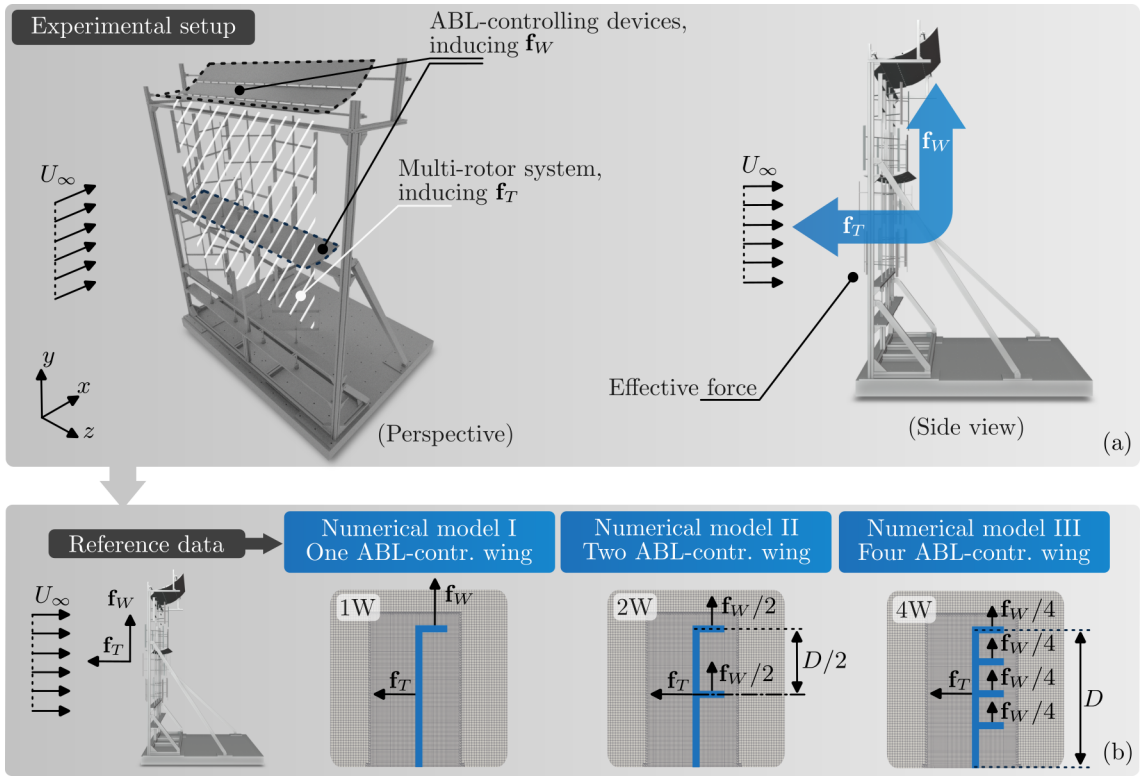 Experimental setup
ABL-controlling devices,
inducing f_W
Multi-rotor system,
inducing f_T
U_∞
y
x
z
(Perspective)
U_∞
f_W
f_T
Effective force
(Side view)
(a)
Reference data
Numerical model I
One ABL-contr. wing
Numerical model II
Two ABL-contr. wing
Numerical model III
Four ABL-contr. wing
U_∞
f_W
f_T
1W
f_W
f_T
2W
f_W/2
D/2
f_W/2
f_T
4W
f_W/4
f_W/4
f_W/4
f_T
f_W/4
D
(b)